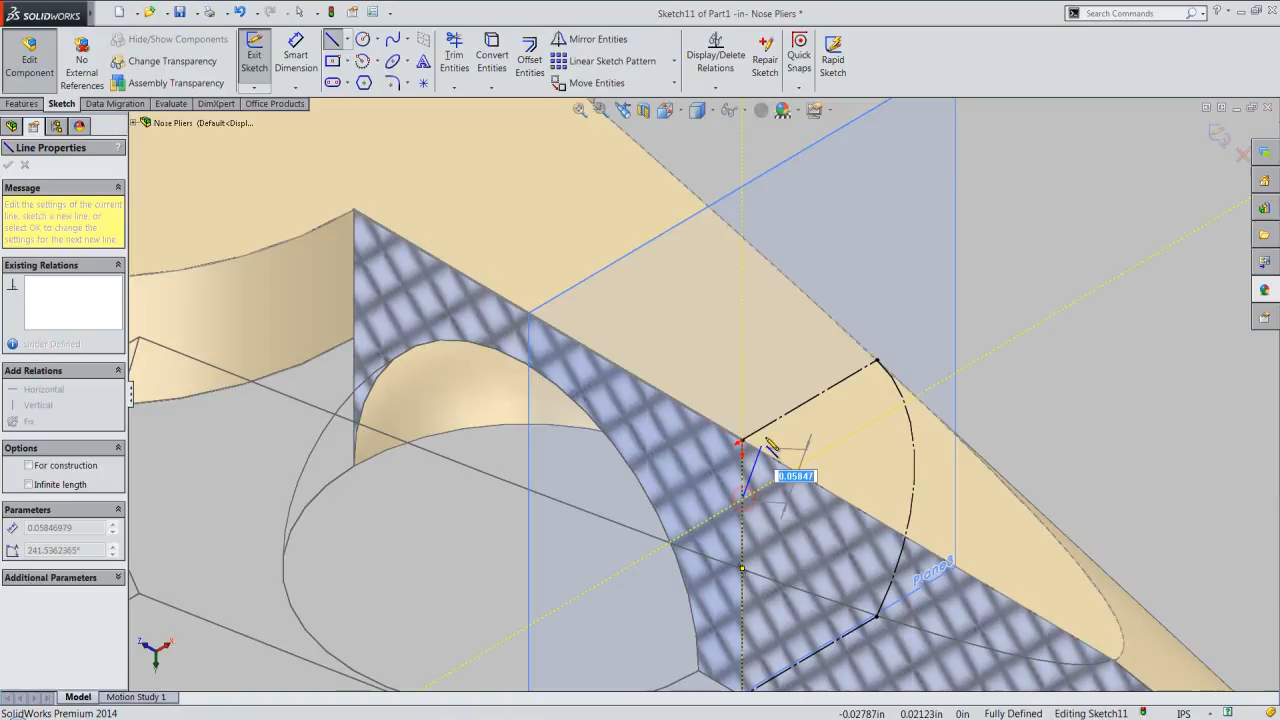 SOLIDWORKS
Sketch11 of Part1 -in- Nose Pliers *
Search Commands
Edit Component
No External References
Hide/Show Components
Change Transparency
Assembly Transparency
Exit Sketch
Smart Dimension
Trim Entities
Convert Entities
Offset Entities
Mirror Entities
Linear Sketch Pattern
Move Entities
Display/Delete Relations
Repair Sketch
Quick Snaps
Rapid Sketch
Features
Sketch
Data Migration
Evaluate
DimXpert
Office Products
Nose Pliers (Default<Displ...
Line Properties
?
Message
Edit the settings of the current
line, sketch a new line, or
select OK to change the
settings for the next new line.
Existing Relations
Under Defined
Add Relations
Horizontal
Vertical
Fix
Options
For construction
Infinite length
Parameters
0.05846979
241.5362365°
Additional Parameters
0.05847
Plane8
Z
X
Y
Model
Motion Study 1
SolidWorks Premium 2014
-0.02787in
0.02123in
0in
Fully Defined
Editing Sketch11
IPS